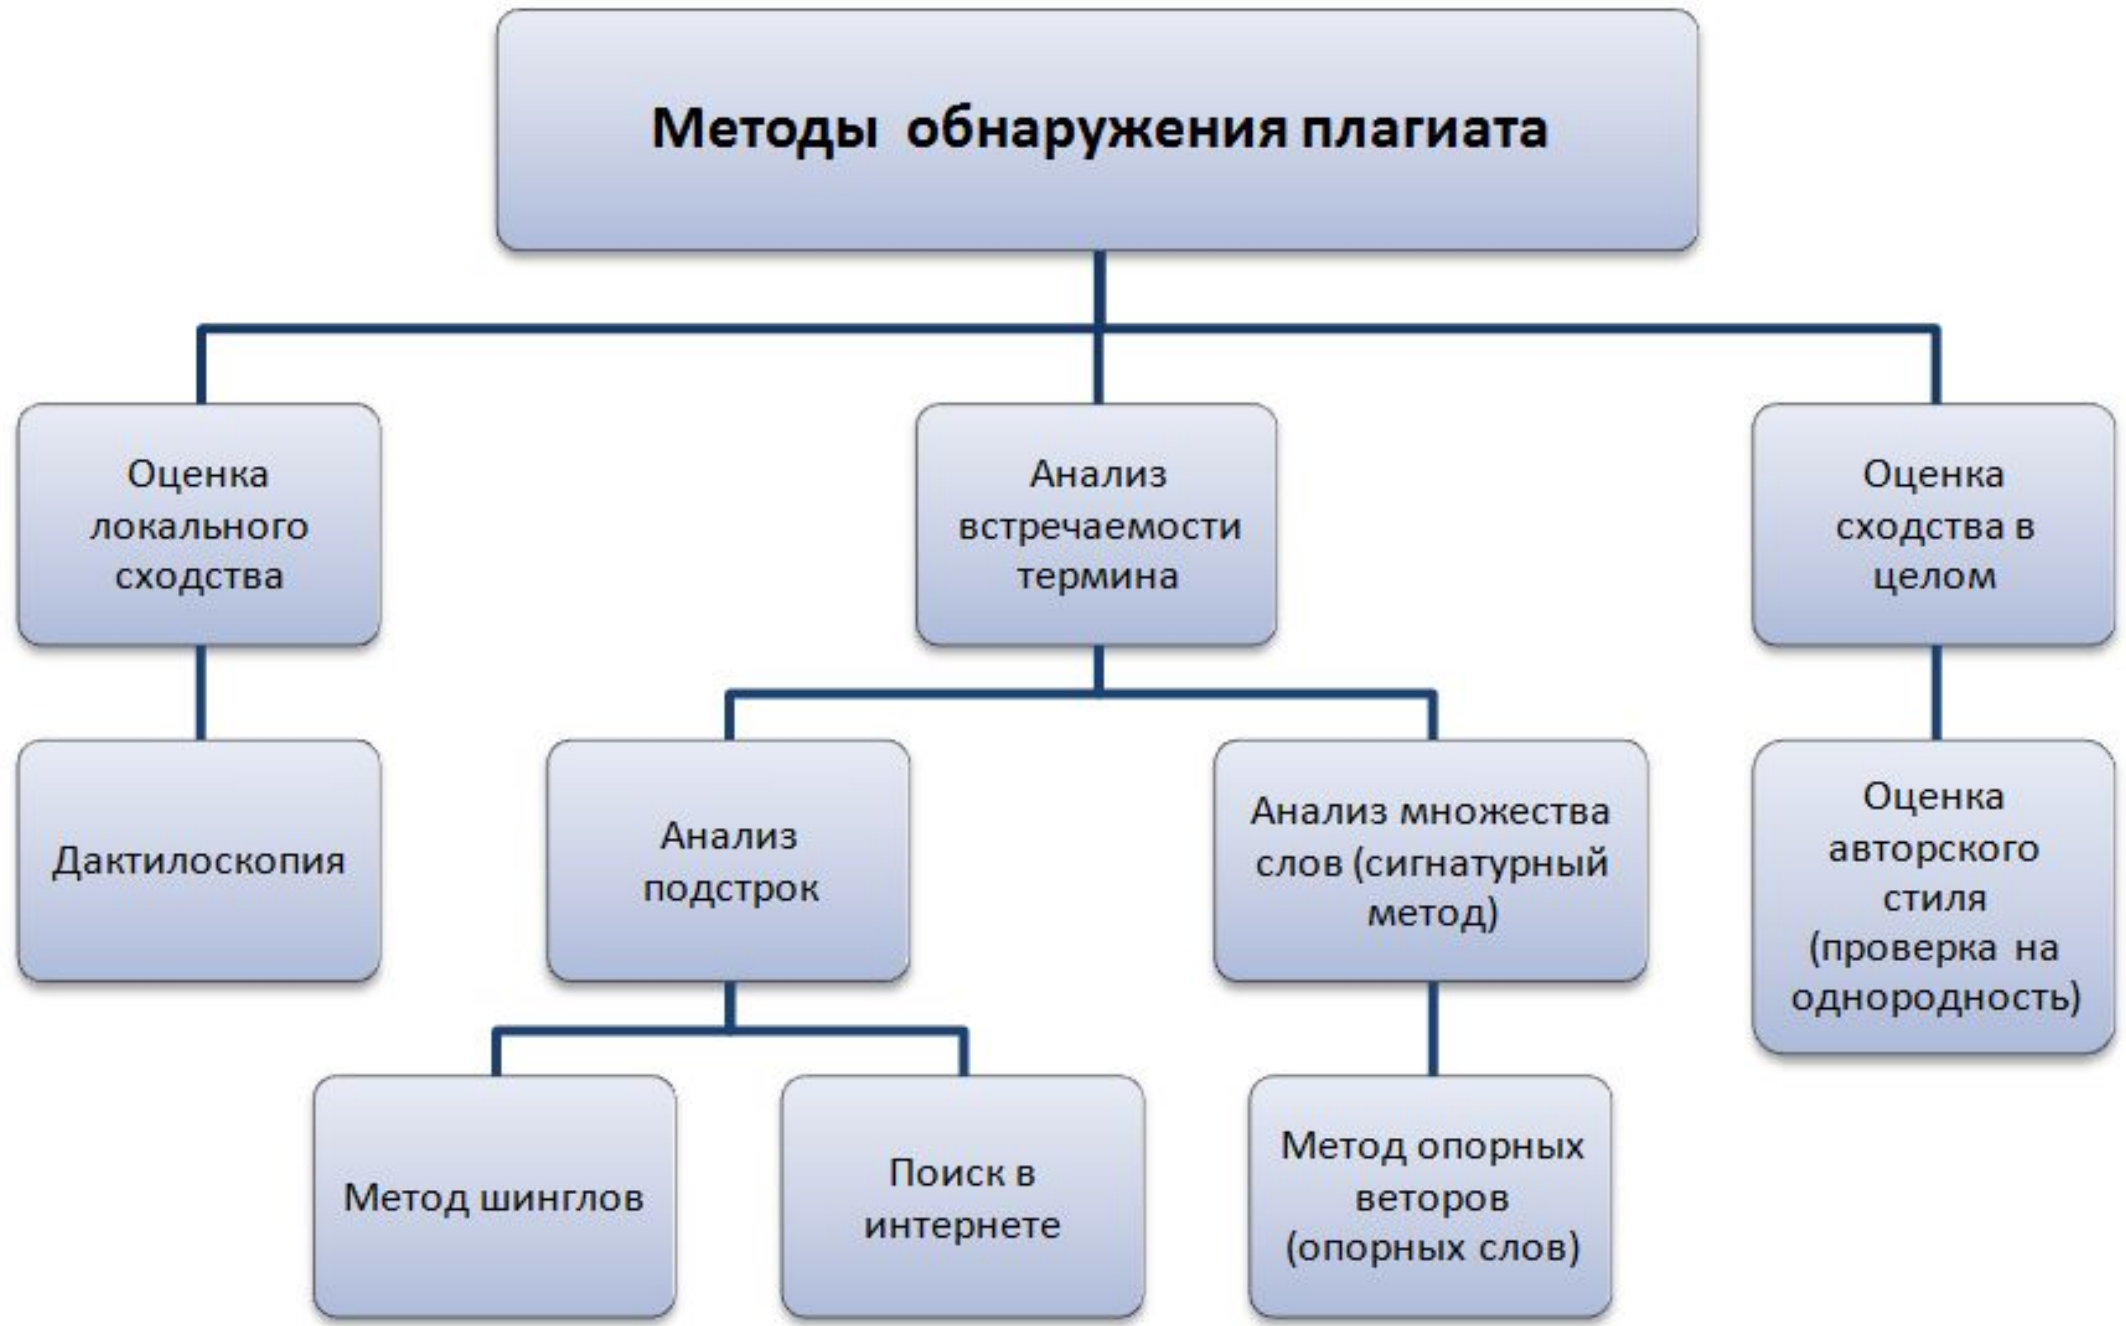 Методы обнаружения плагиата
Оценка
локального
сходства
Анализ
встречаемости
термина
Оценка
сходства в
целом
Дактилоскопия
Анализ
подстрок
Анализ множества
слов (сигнатурный
метод)
Оценка
авторского
стиля
(проверка на
однородность)
Метод шинглов
Поиск в
интернете
Метод опорных
веторов
(опорных слов)